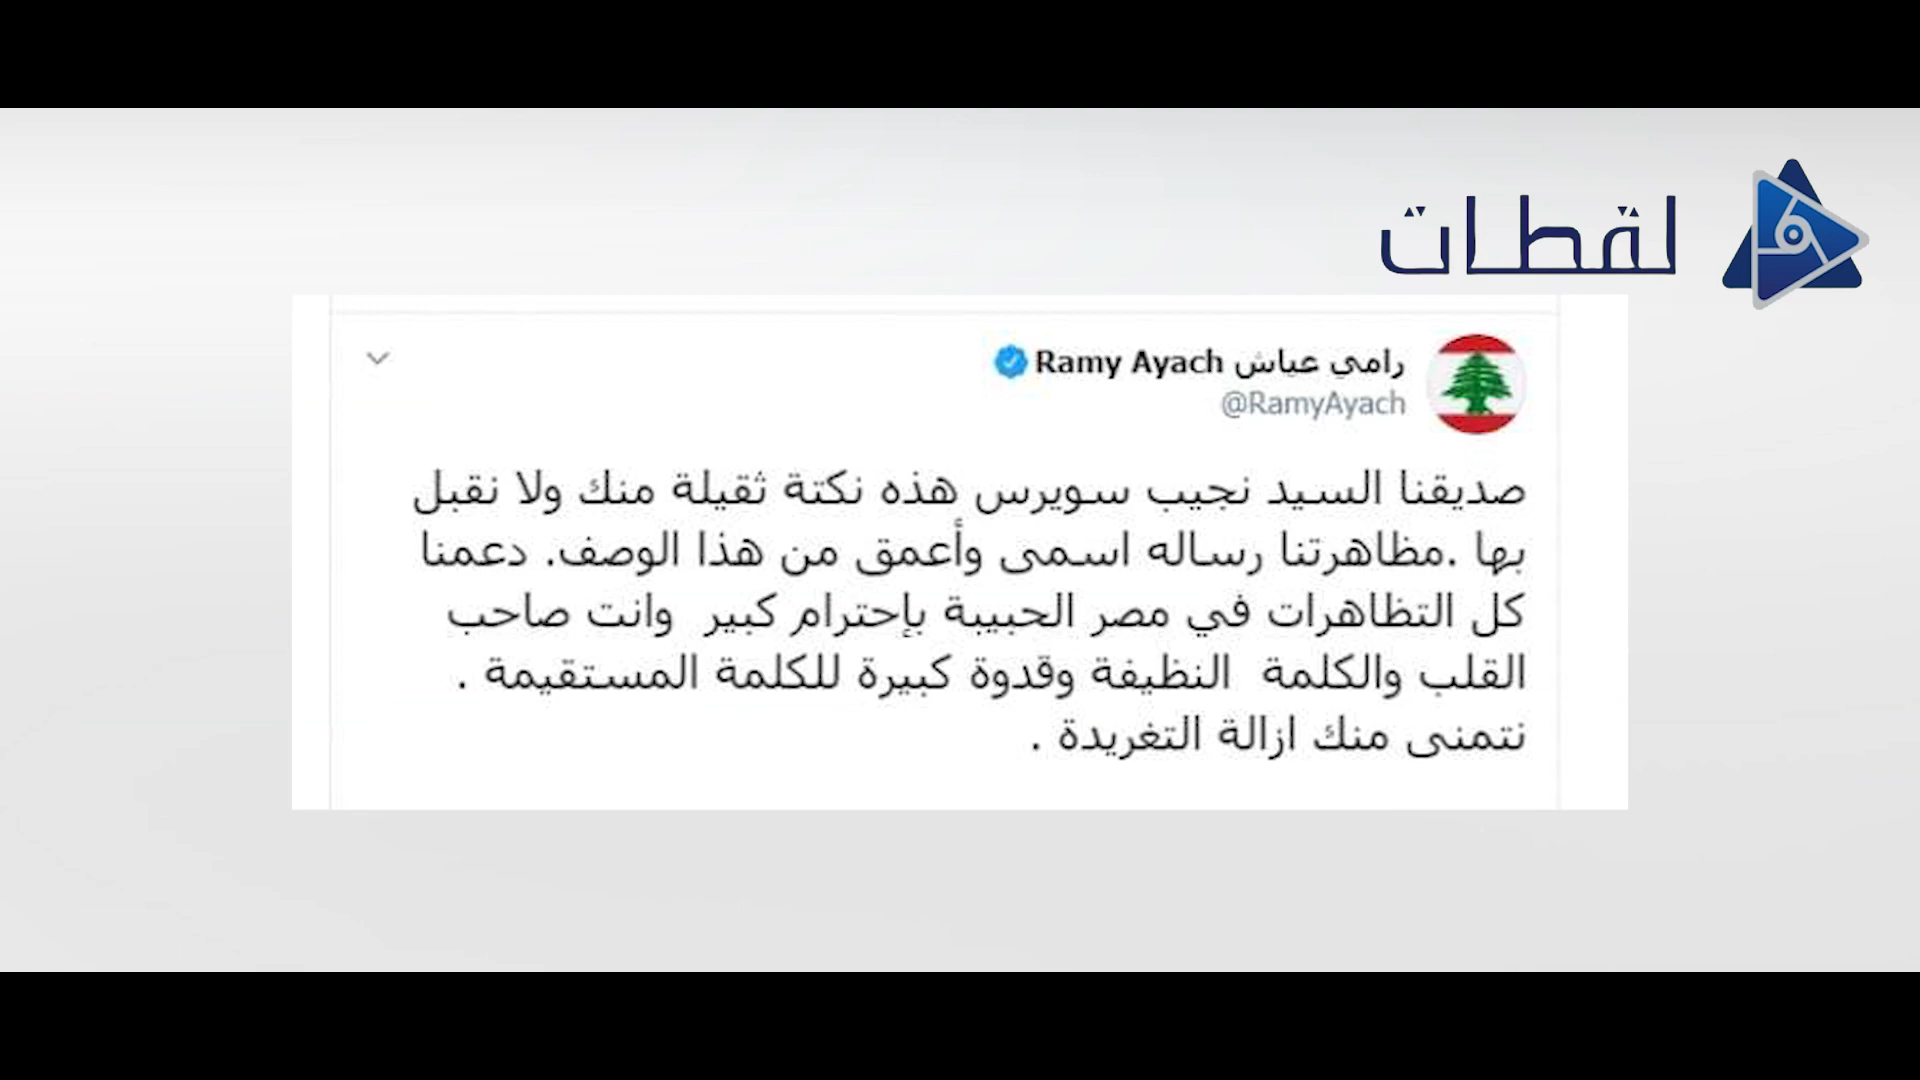 لقطات
رامي عياش Ramy Ayach
@RamyAyach
صديقنا السيد نجيب سويرس هذه نكتة ثقيلة منك ولا نقبل
بها .مظاهرتنا رساله اسمى وأعمق من هذا الوصف. دعمنا
كل التظاهرات في مصر الحبيبة بإحترام كبير  وانت صاحب
القلب والكلمة  النظيفة وقدوة كبيرة للكلمة المستقيمة .
نتمنى منك ازالة التغريدة .